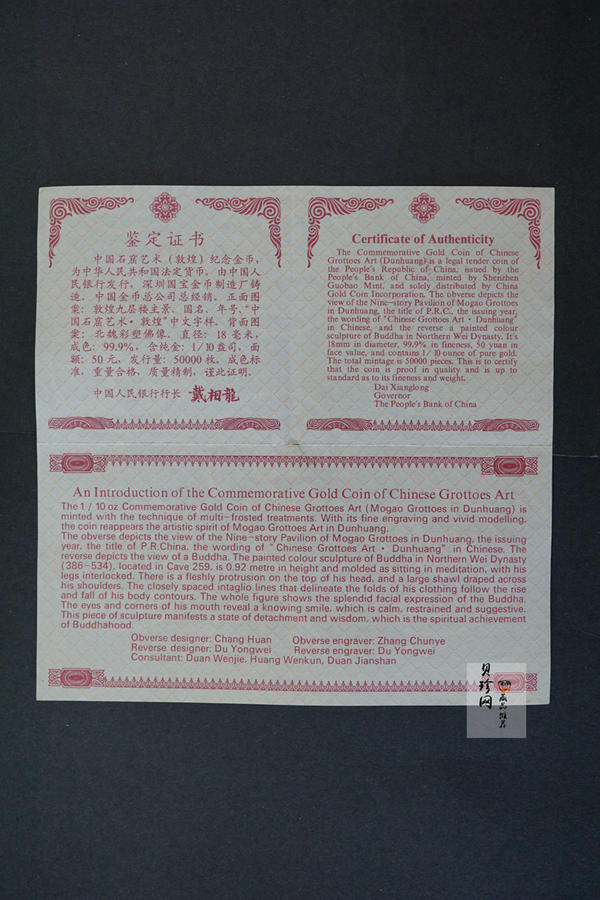 鉴定证书
中国石窟艺术（敦煌）纪念金币，
为中华人民共和国法定货币。由中国人
民银行发行，深圳国宝金币制造厂铸
造，中国金币总公司总经销。正面图
案：敦煌九层楼主景、国名、年号、“中
国石窟艺术·敦煌”中文字样。背面图
案：北魏彩塑佛像。直径：18 毫米，
成色：99.9%。含纯金：1/10 盎司，面
额：50 元，发行量：50000 枚。成色标
准，重量合格，质量精制，谨此证明。
中国人民银行行长 戴相龍
Certificate of Authenticity
The Commemorative Gold Coin of Chinese
Grottoes Art (Dunhuang) is a legal tender coin of
the People's Republic of China, issued by the
People's Bank of China, minted by Shenzhen
Guobao Mint, and solely distributed by China
Gold Coin Incorporation. The obverse depicts the
view of the Nine-story Pavilion of Mogao Grottoes
in Dunhuang, the title of P.R.C., the issuing year,
the wording of "Chinese Grottoes Art · Dunhuang"
in Chinese, and the reverse a painted colour
sculpture of Buddha in Northern Wei Dynasty. It's
18mm in diameter, 99.9% in fineness, 50 yuan in
face value, and contains 1/10 ounce of pure gold.
The total mintage is 50000 pieces. This is to certify
that the coin is proof in quality and is up to
standard as to its fineness and weight.
Dai Xianglong
Governor
The People's Bank of China
An Introduction of the Commemorative Gold Coin of Chinese Grottoes Art
The 1/10 oz Commemorative Gold Coin of Chinese Grottoes Art (Mogao Grottoes in Dunhuang) is
minted with the technique of multi-frosted treatments. With its fine engraving and vivid modelling,
the coin reappears the artistic spirit of Mogao Grottoes Art in Dunhuang.
The obverse depicts the view of the Nine-story Pavilion of Mogao Grottoes in Dunhuang, the issuing
year, the title of P.R.China, the wording of "Chinese Grottoes Art · Dunhuang" in Chinese. The
reverse depicts the view of a Buddha. The painted colour sculpture of Buddha in Northern Wei Dynasty
(386-534), located in Cave 259, is 0.92 metre in height and molded as sitting in meditation, with his
legs interlocked. There is a fleshly protrusion on the top of his head, and a large shawl draped across
his shoulders. The closely spaced intaglio lines that delineate the folds of his clothing follow the rise
and fall of his body contours. The whole figure shows the splendid facial expression of the Buddha.
The eyes and corners of his mouth reveal a knowing smile, which is calm, restrained and suggestive.
This piece of sculpture manifests a state of detachment and wisdom, which is the spiritual achievement
of Buddhahood.
Obverse designer: Chang Huan Obverse engraver: Zhang Chunye
Reverse designer: Du Yongwei Reverse engraver: Du Yongwei
Consultant: Duan Wenjie, Huang Wenkun, Duan Jianshan
贝珍网
藏品推荐